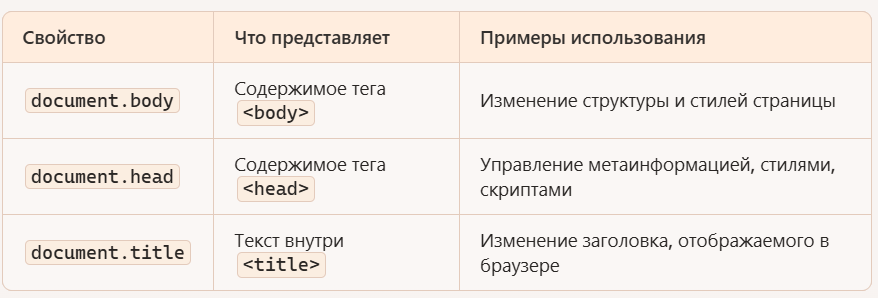 Свойство Что представляет Примеры использования
document.body Содержимое тега <body> Изменение структуры и стилей страницы
document.head Содержимое тега <head> Управление метаинформацией, стилями, скриптами
document.title Текст внутри <title> Изменение заголовка, отображаемого в браузере